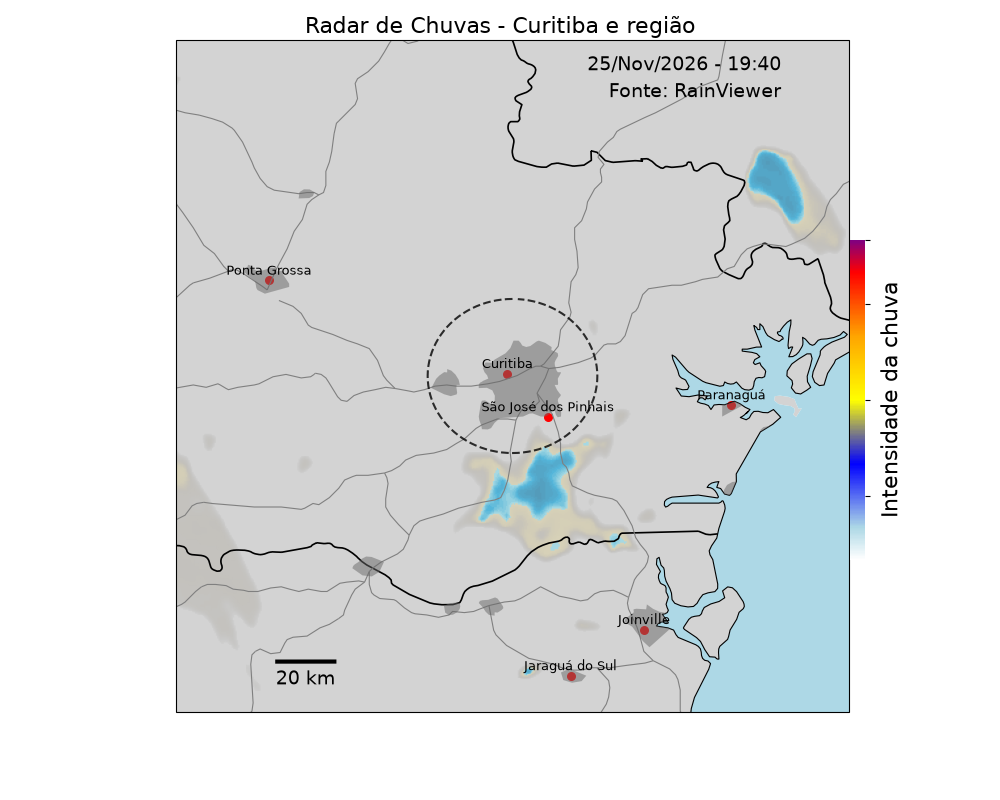 Radar de Chuvas - Curitiba e região
25/Nov/2026 - 19:40
Fonte: RainViewer
Ponta Grossa
Curitiba
São José dos Pinhais
Paranaguá
Intensidade da chuva
Joinville
Jaraguá do Sul
20 km